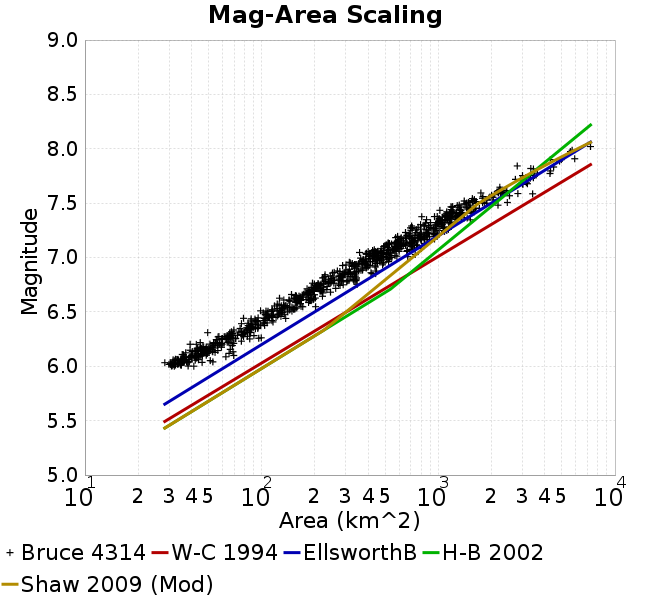 Mag-Area Scaling
Magnitude
9.0
8.5
8.0
7.5
7.0
6.5
6.0
5.5
5.0
10^1 2 3 4 5 10^2 2 3 4 5 10^3 2 3 4 5 10^4
Area (km^2)
Bruce 4314 W-C 1994 EllsworthB H-B 2002
Shaw 2009 (Mod)